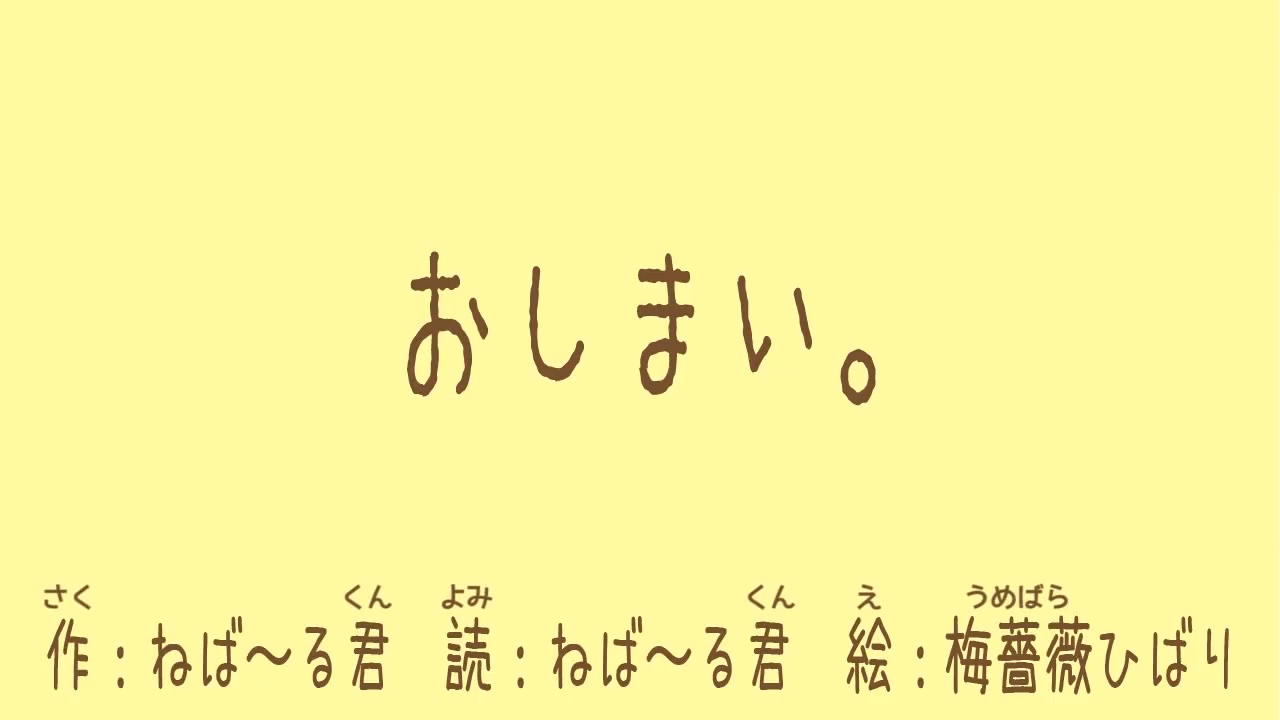 おしまい。
さく くん よみ くん え うめばら
作：ねば～る君 読：ねば～る君 絵：梅薔薇ひばり